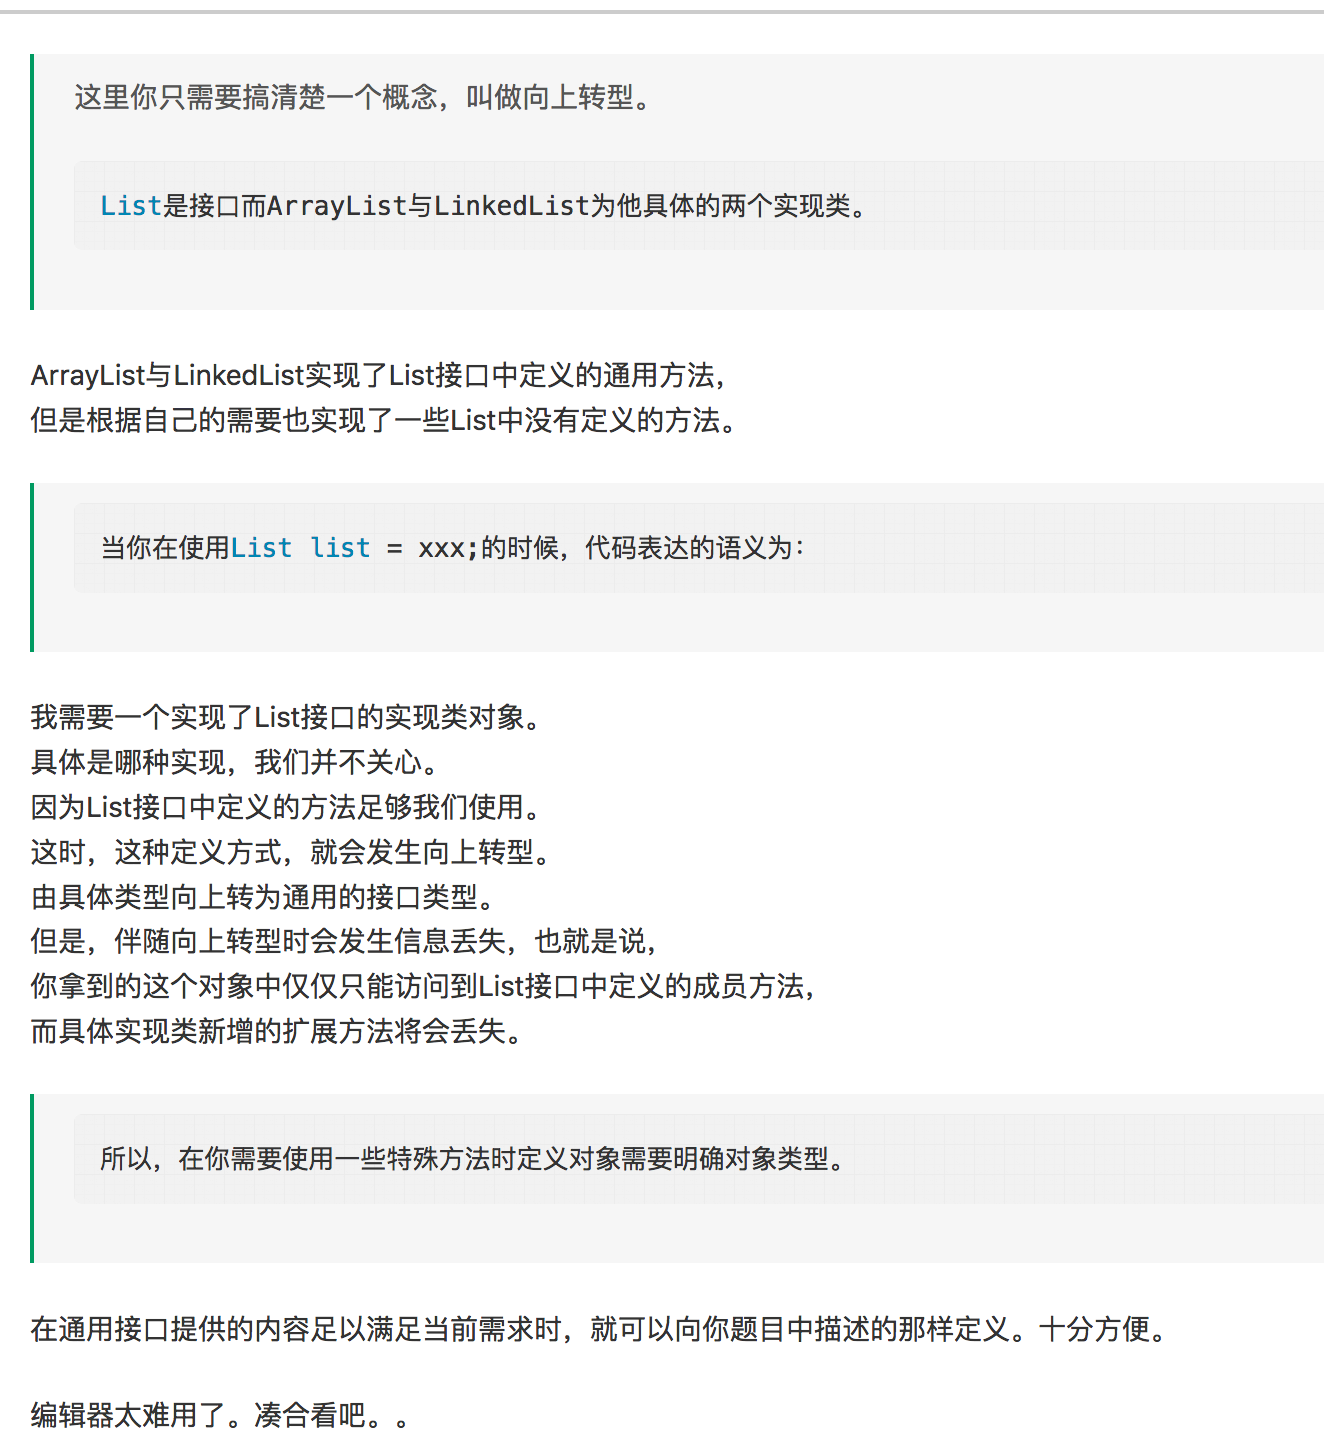 这里你只需要搞清楚一个概念，叫做向上转型。
List是接口而ArrayList与LinkedList为他具体的两个实现类。
ArrayList与LinkedList实现了List接口中定义的通用方法，
但是根据自己的需要也实现了一些List中没有定义的方法。
当你在使用List list = xxx;的时候，代码表达的语义为：
我需要一个实现了List接口的实现类对象。
具体是哪种实现，我们并不关心。
因为List接口中定义的方法足够我们使用。
这时，这种定义方式，就会发生向上转型。
由具体类型向上转为通用的接口类型。
但是，伴随向上转型时会发生信息丢失，也就是说，
你拿到的这个对象中仅仅只能访问到List接口中定义的成员方法，
而具体实现类新增的扩展方法将会丢失。
所以，在你需要使用一些特殊方法时定义对象需要明确对象类型。
在通用接口提供的内容足以满足当前需求时，就可以向你题目中描述的那样定义。十分方便。
编辑器太难用了。凑合看吧。。